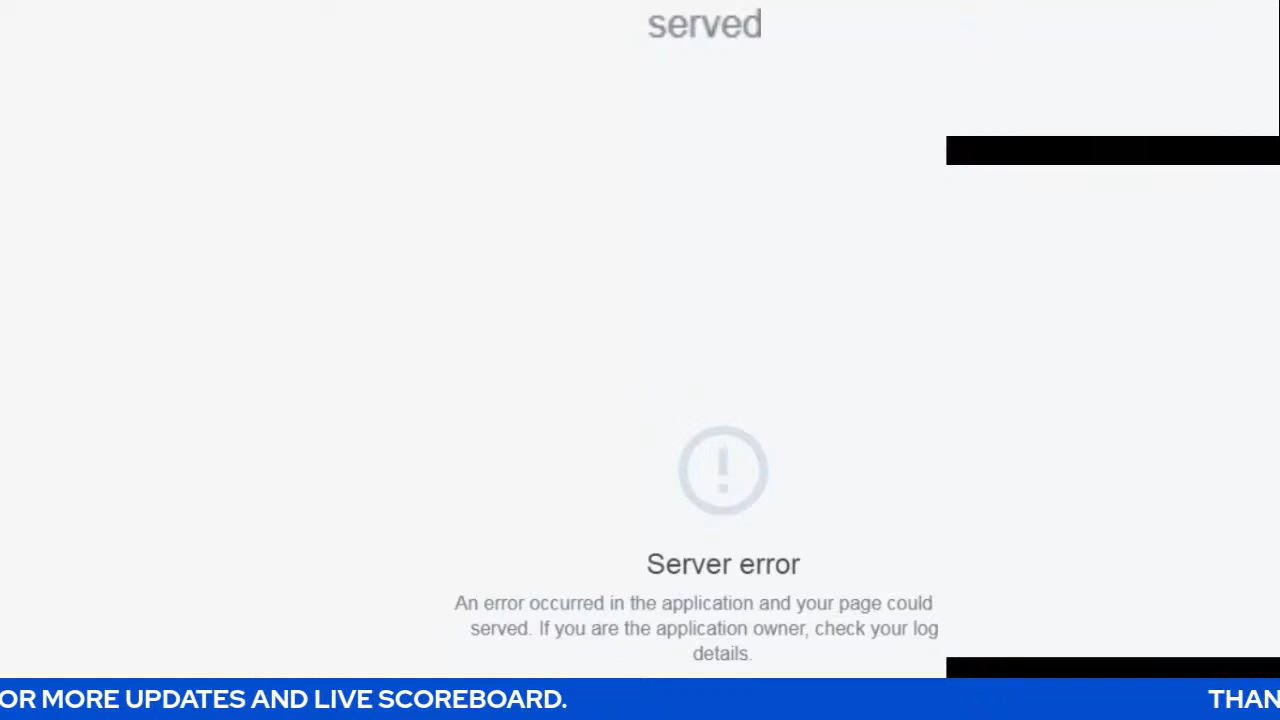 served
Server error
An error occurred in the application and your page could
served. If you are the application owner, check your log
details.
OR MORE UPDATES AND LIVE SCOREBOARD.
THAN